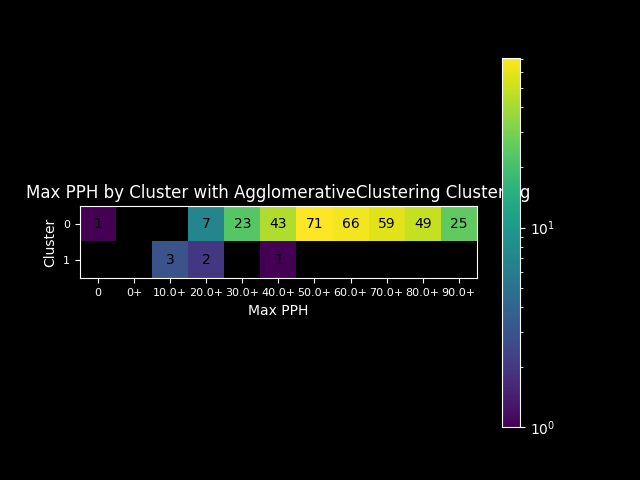 Max PPH by Cluster with AgglomerativeClustering Clustering
Cluster
0 1 7 23 43 71 66 59 49 25
1 3 2 1
0 0+ 10.0+ 20.0+ 30.0+ 40.0+ 50.0+ 60.0+ 70.0+ 80.0+ 90.0+
Max PPH
10¹
10⁰